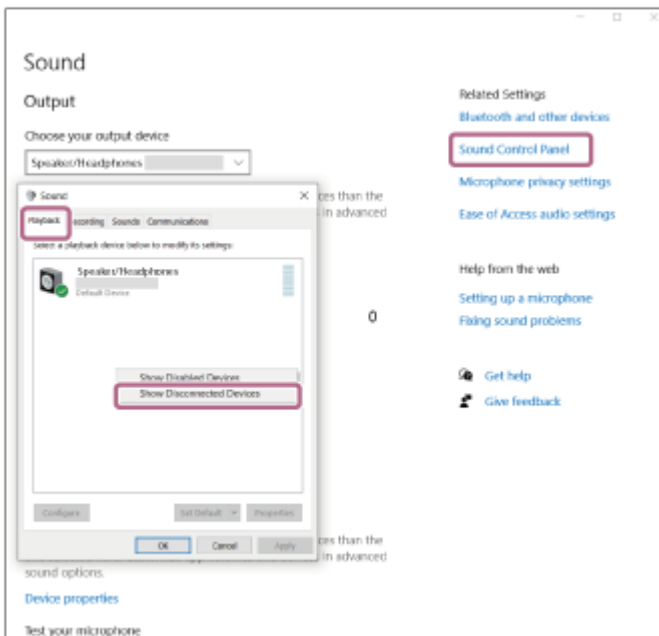 Sound
Output
Choose your output device
Speaker/Headphones
Sound
Playback
Recording
Sounds
Communications
Select a playback device below to modify its settings:
Speaker/Headphones
Default Device
Show Disabled Devices
Show Disconnected Devices
Configure
Set Default
Properties
OK
Cancel
Apply
ces than the
in advanced
0
ces than the
in advanced
sound options.
Device properties
Test your microphone
Related Settings
Bluetooth and other devices
Sound Control Panel
Microphone privacy settings
Ease of Access audio settings
Help from the web
Setting up a microphone
Fixing sound problems
Get help
Give feedback